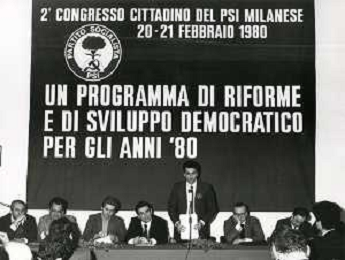 2° CONGRESSO CITTADINO DEL PSI MILANESE
20-21 FEBBRAIO 1980
PARTITO SOCIALISTA
PSI
UN PROGRAMMA DI RIFORME
E DI SVILUPPO DEMOCRATICO
PER GLI ANNI '80